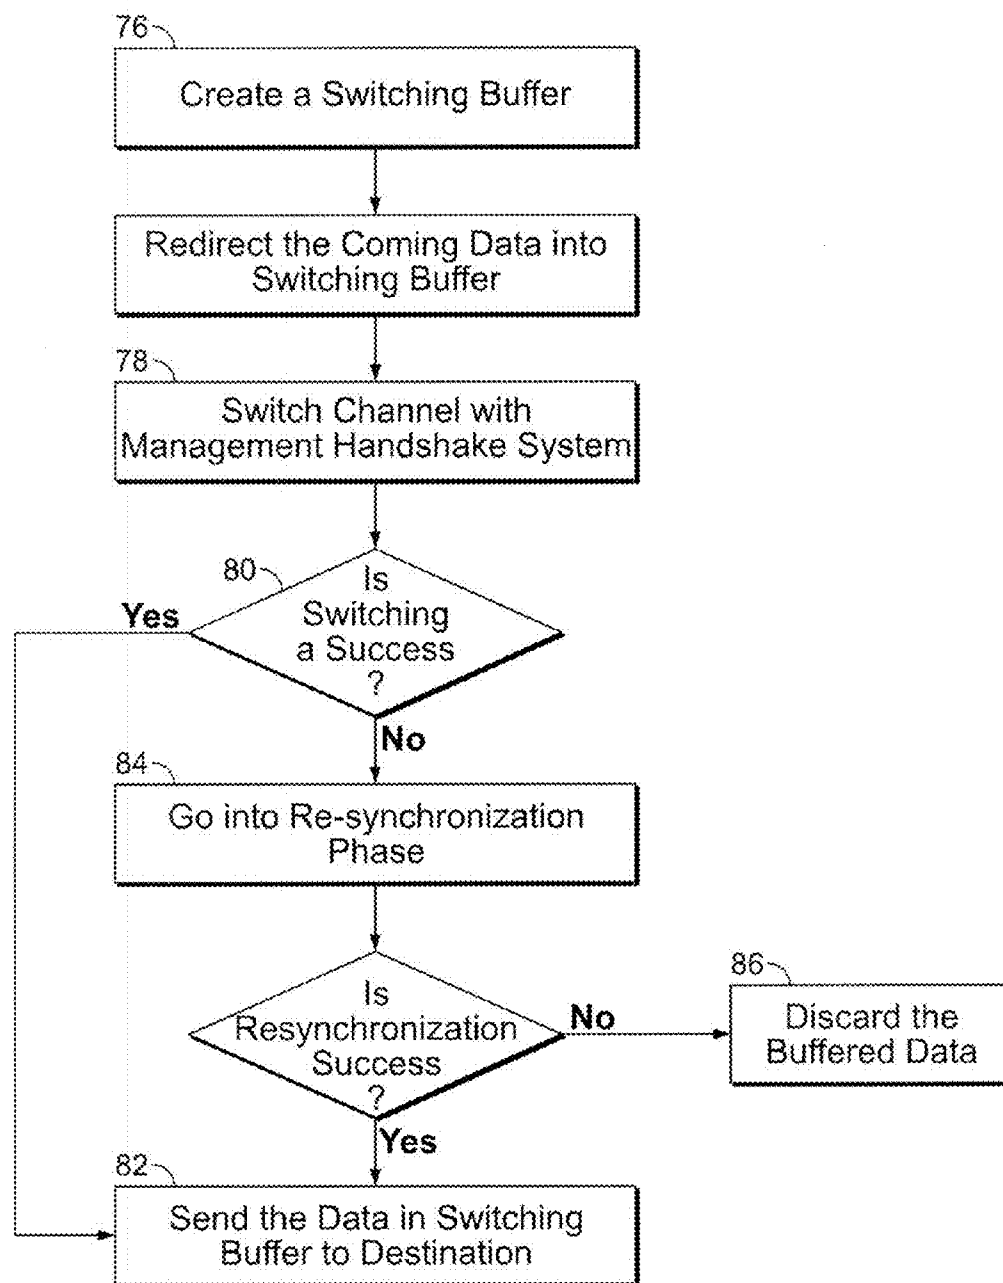 76
Create a Switching Buffer
Redirect the Coming Data into
Switching Buffer
78
Switch Channel with
Management Handshake System
80
Is
Switching
a Success
?
Yes
No
84
Go into Re-synchronization
Phase
Is
Resynchronization
Success
?
No
86
Discard the
Buffered Data
Yes
82
Send the Data in Switching
Buffer to Destination